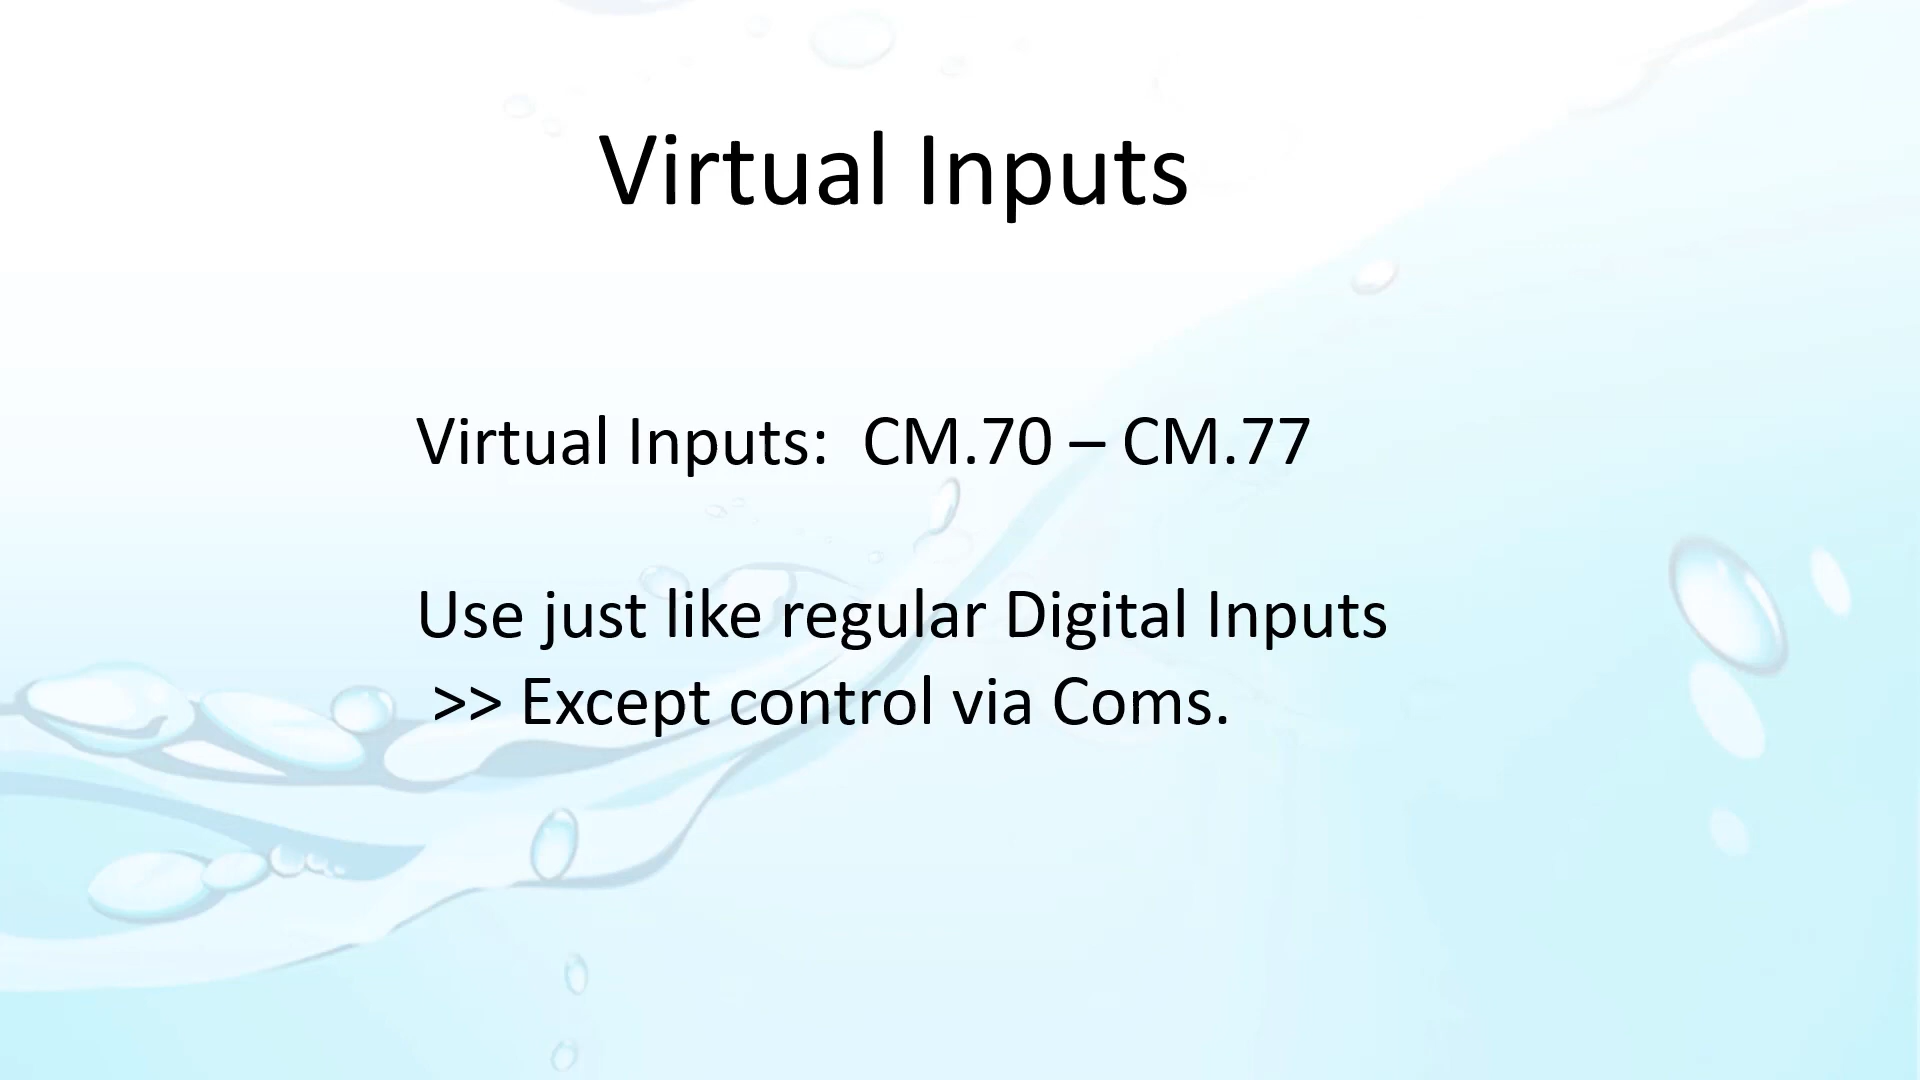 Virtual Inputs
Virtual Inputs:  CM.70 – CM.77
Use just like regular Digital Inputs
>> Except control via Coms.